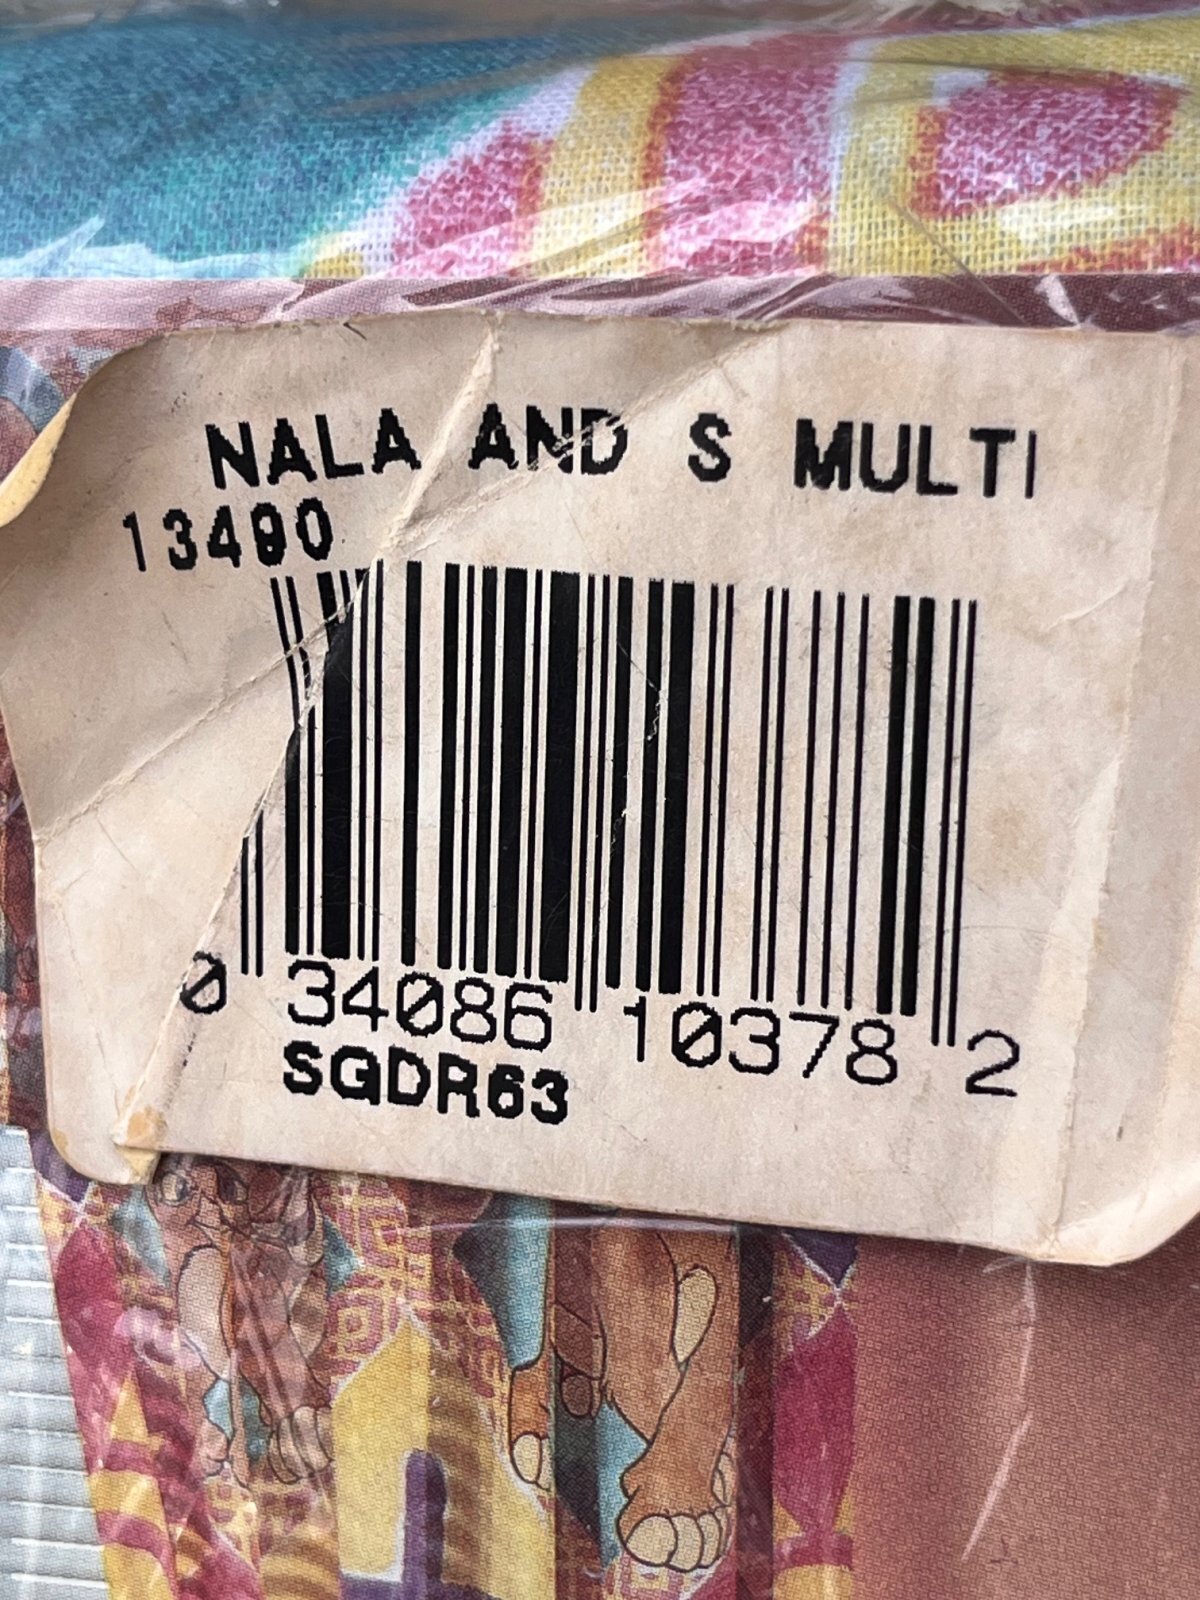 NALA AND S MULTI
13490
0 34086 10378 2
SGDR63